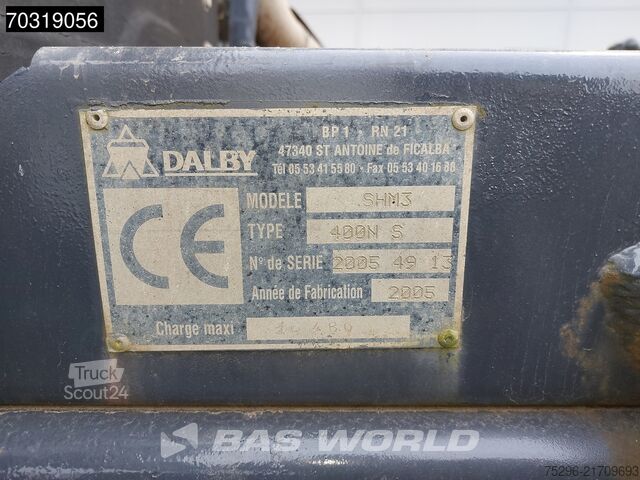 70319056
BP 1 , RN 21
47340 ST ANTOINE de FICALBA
DALBY
Tél 05 53 41 55 80 - Fax 05 53 40 16 86
CE
MODELE SHM3
TYPE 400N S
N° de SERIE 2005 49 13
Année de Fabrication 2005
Charge maxi
Truck
Scout24
BAS WORLD
75296-21709693